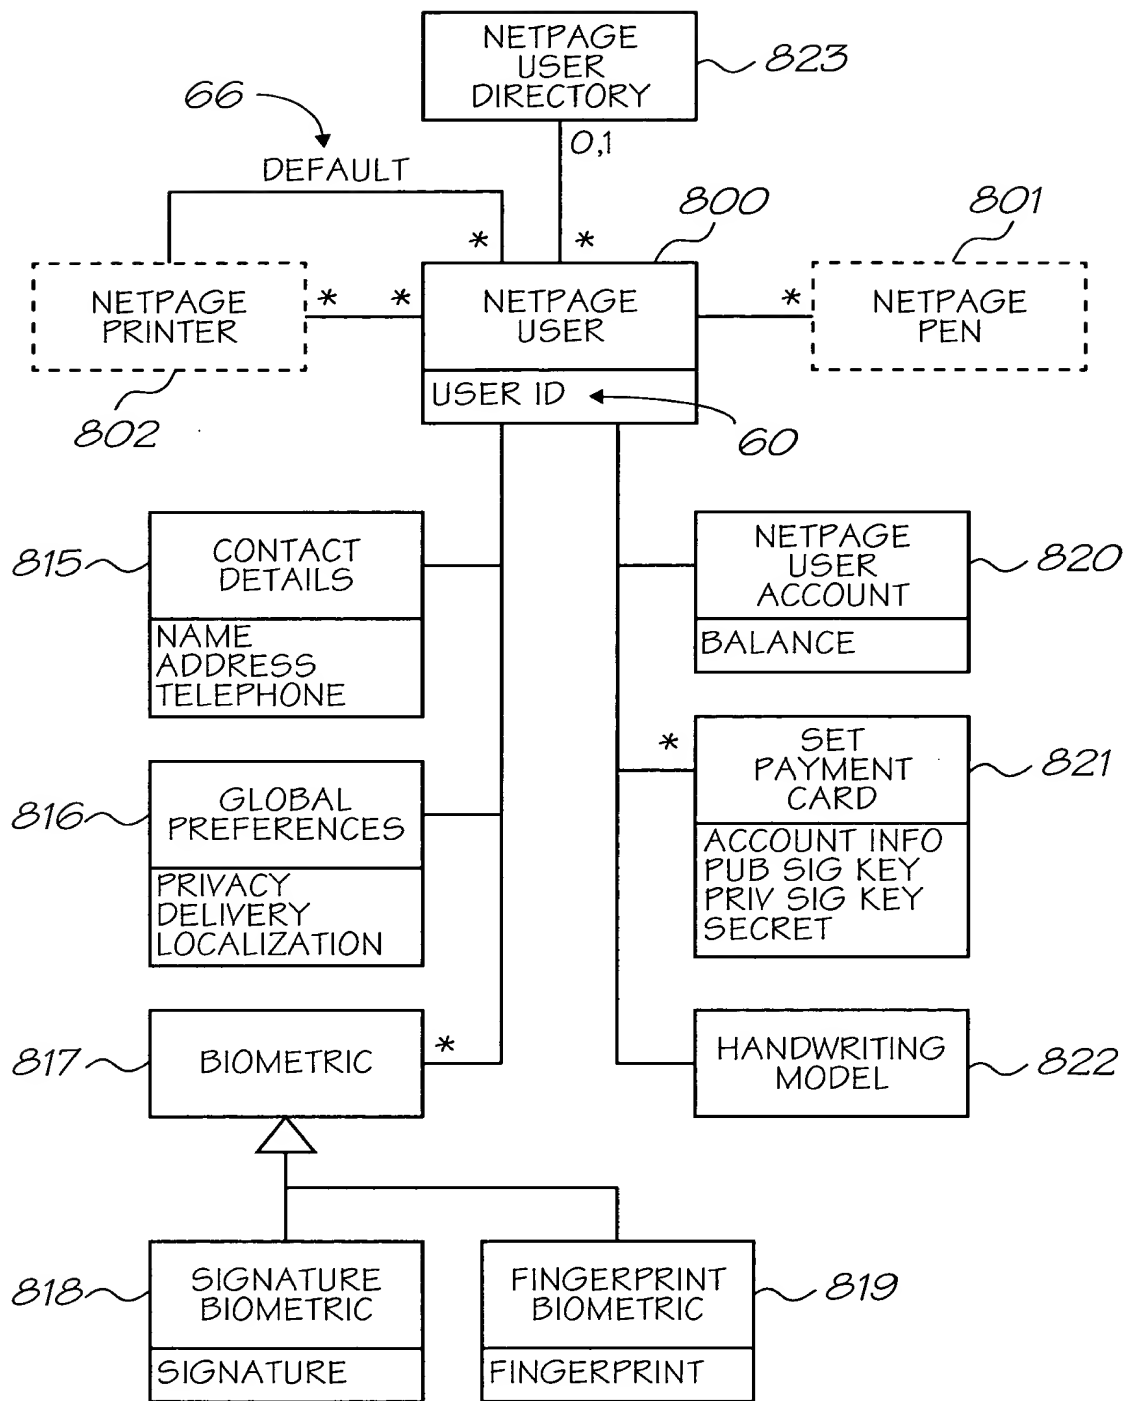 NETPAGE
USER
DIRECTORY
823
66
DEFAULT
0,1
*
*
800
801
NETPAGE
PRINTER
*
*
NETPAGE
USER
*
NETPAGE
PEN
802
USER ID
60
815
CONTACT
DETAILS
NAME
ADDRESS
TELEPHONE
NETPAGE
USER
ACCOUNT
820
BALANCE
816
GLOBAL
PREFERENCES
PRIVACY
DELIVERY
LOCALIZATION
*
SET
PAYMENT
CARD
821
ACCOUNT INFO
PUB SIG KEY
PRIV SIG KEY
SECRET
817
BIOMETRIC
*
HANDWRITING
MODEL
822
818
SIGNATURE
BIOMETRIC
SIGNATURE
FINGERPRINT
BIOMETRIC
819
FINGERPRINT